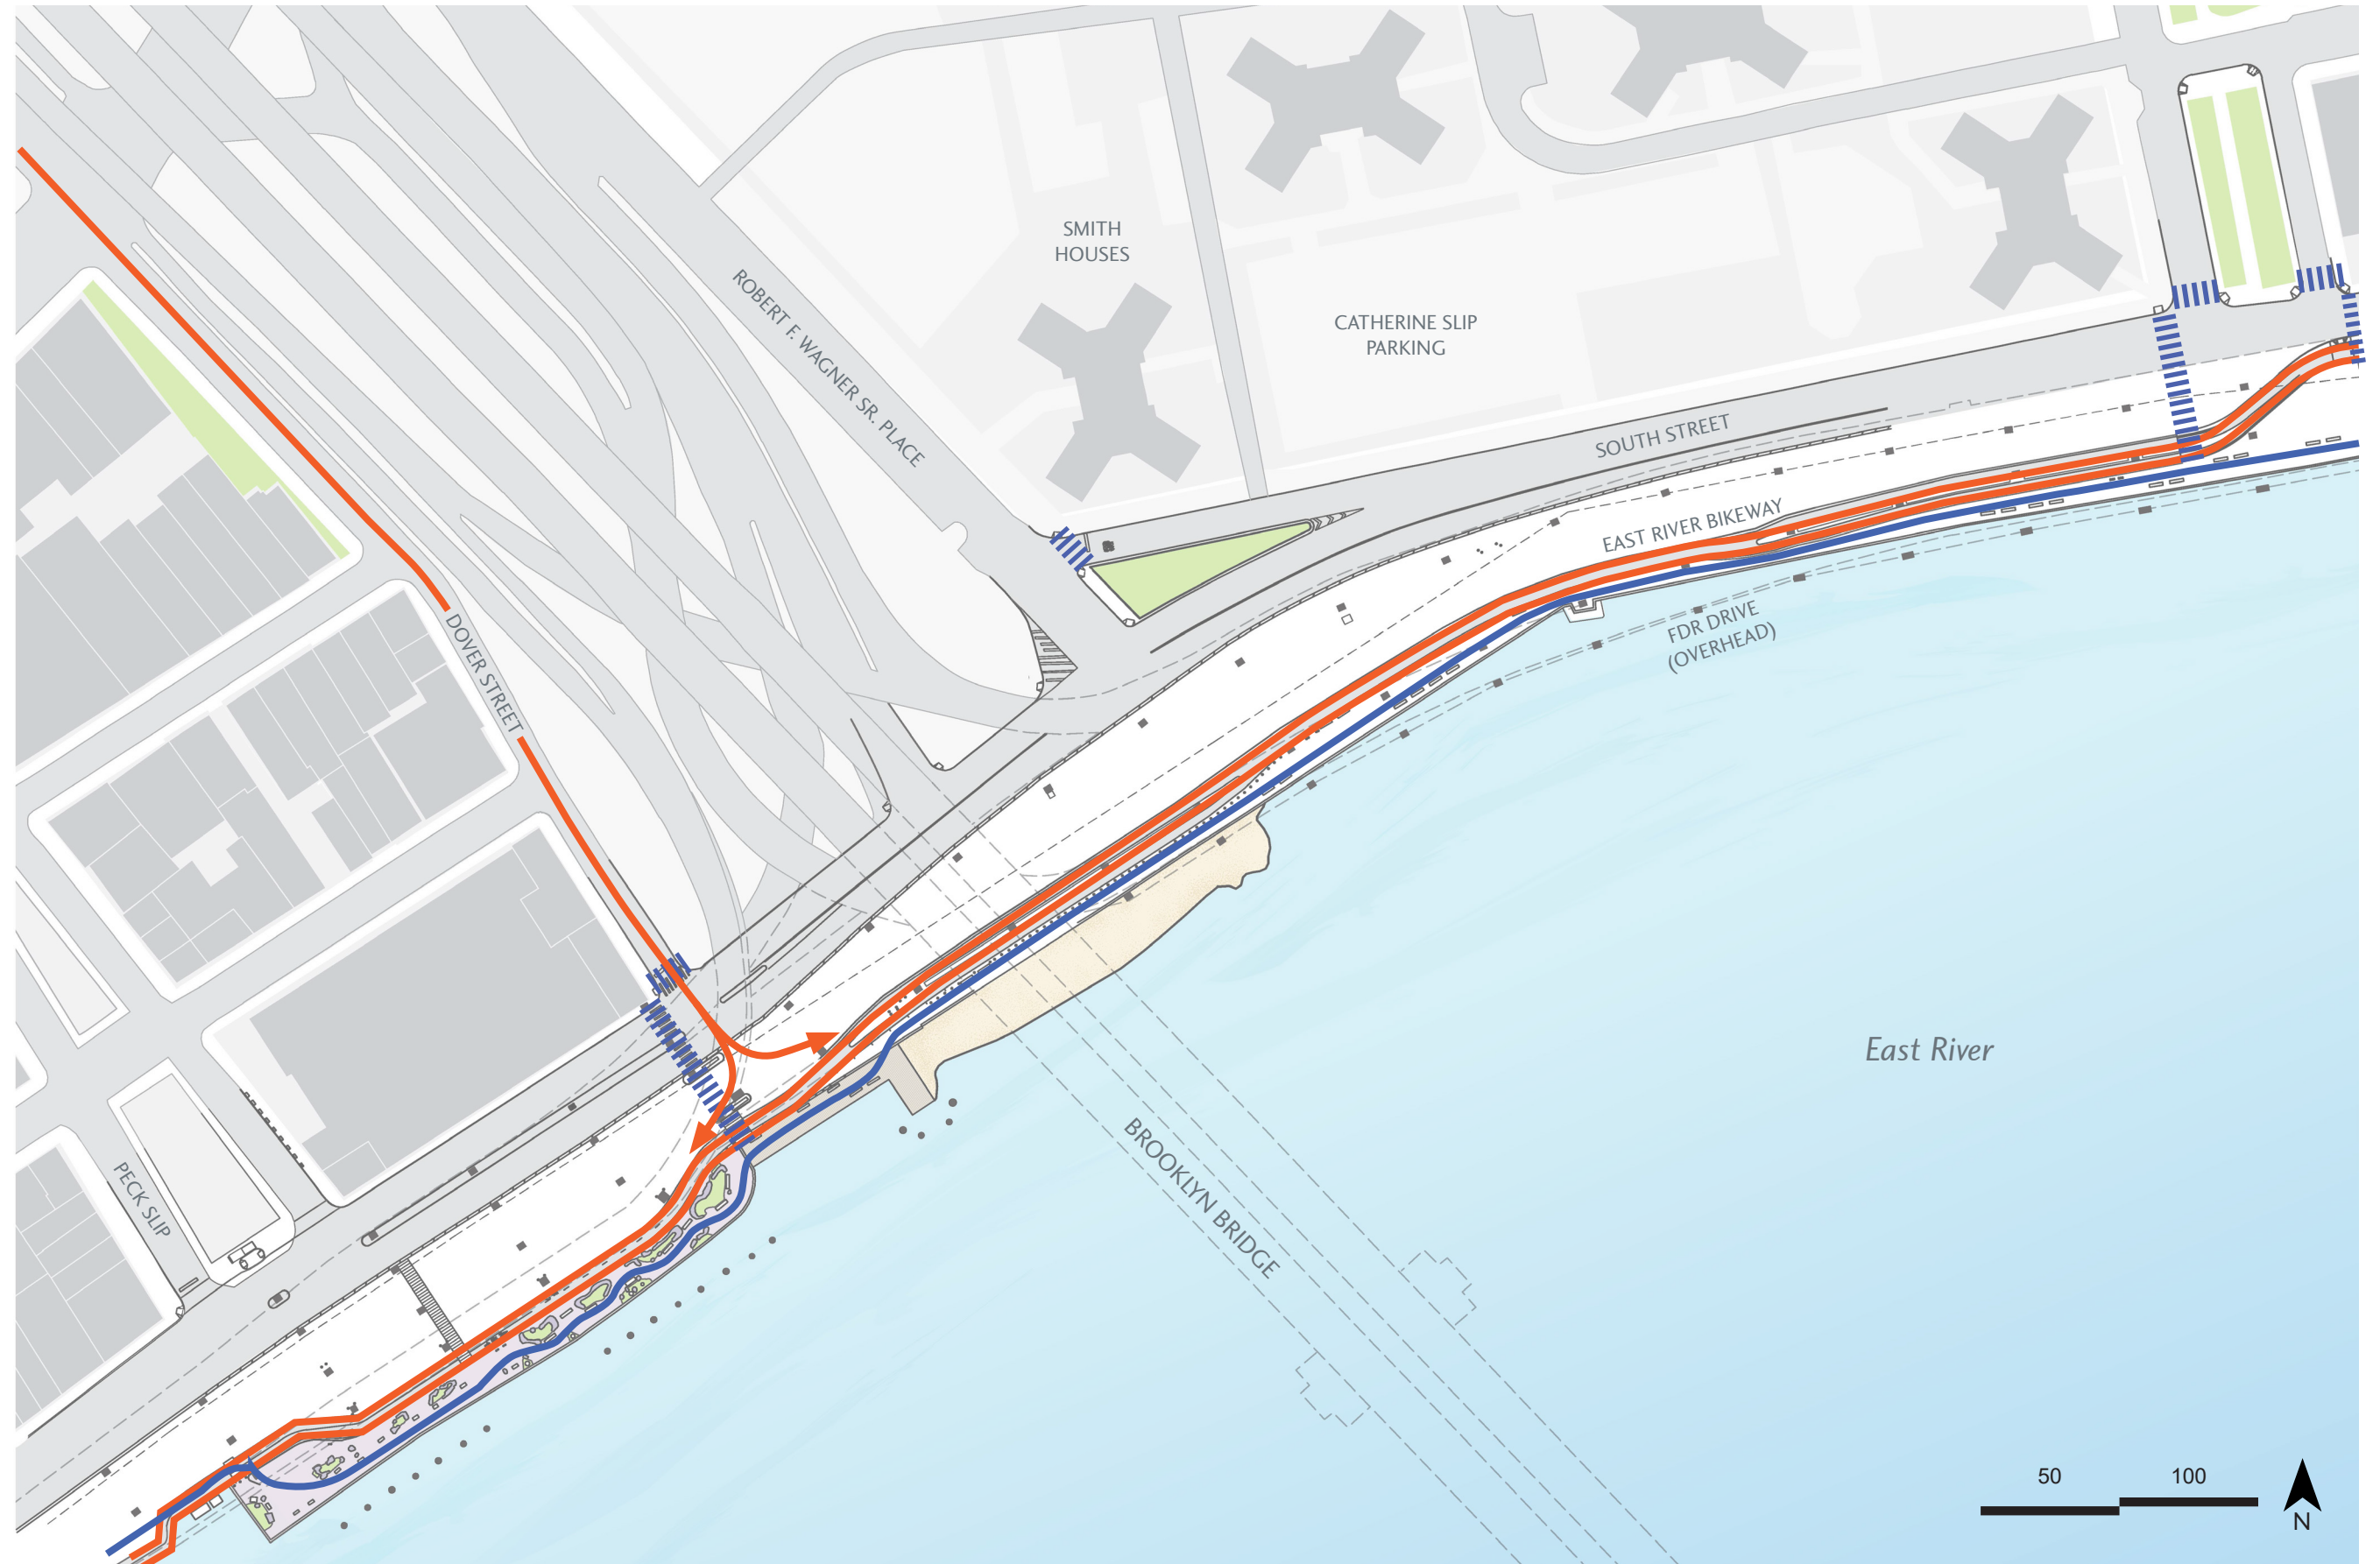 SMITH
HOUSES
ROBERT F. WAGNER SR. PLACE
CATHERINE SLIP
PARKING
SOUTH STREET
EAST RIVER BIKEWAY
FDR DRIVE
(OVERHEAD)
DOVER STREET
East River
BROOKLYN BRIDGE
PECK SLIP
50 100
N